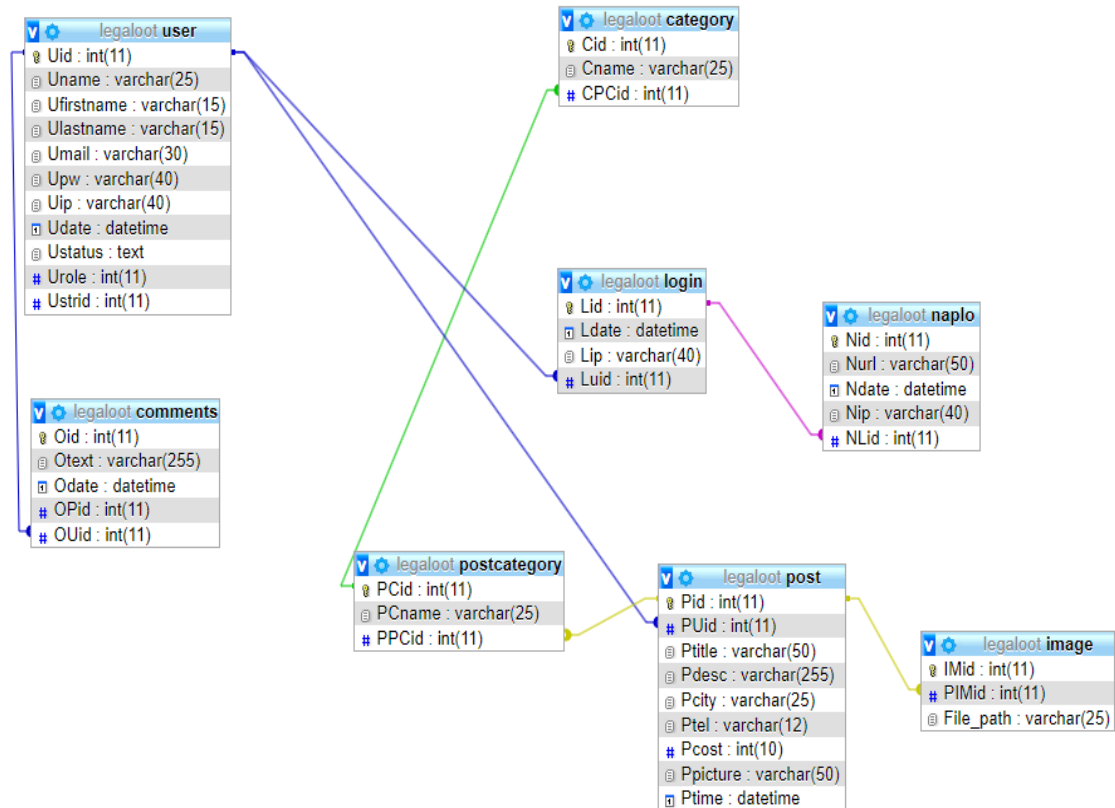 legaloot user
Uid : int(11)
Uname : varchar(25)
Ufirstname : varchar(15)
Ulastname : varchar(15)
Umail : varchar(30)
Upw : varchar(40)
Uip : varchar(40)
Udate : datetime
Ustatus : text
Urole : int(11)
Ustrid : int(11)
legaloot category
Cid : int(11)
Cname : varchar(25)
CPCid : int(11)
legaloot login
Lid : int(11)
Ldate : datetime
Lip : varchar(40)
Luid : int(11)
legaloot naplo
Nid : int(11)
Nurl : varchar(50)
Ndate : datetime
Nip : varchar(40)
NLid : int(11)
legaloot comments
Oid : int(11)
Otext : varchar(255)
Odate : datetime
OPid : int(11)
OUid : int(11)
legaloot postcategory
PCid : int(11)
PCname : varchar(25)
PPCid : int(11)
legaloot post
Pid : int(11)
PUid : int(11)
Ptitle : varchar(50)
Pdesc : varchar(255)
Pcity : varchar(25)
Ptel : varchar(12)
Pcost : int(10)
Ppicture : varchar(50)
Ptime : datetime
legaloot image
IMid : int(11)
PIMid : int(11)
File_path : varchar(25)